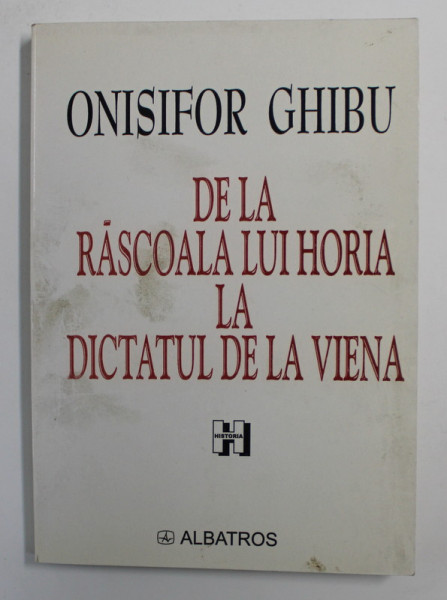 ONISIFOR GHIBU
DE LA
RĂSCOALA LUI HORIA
LA
DICTATUL DE LA VIENA
H
HISTORIA
ALBATROS